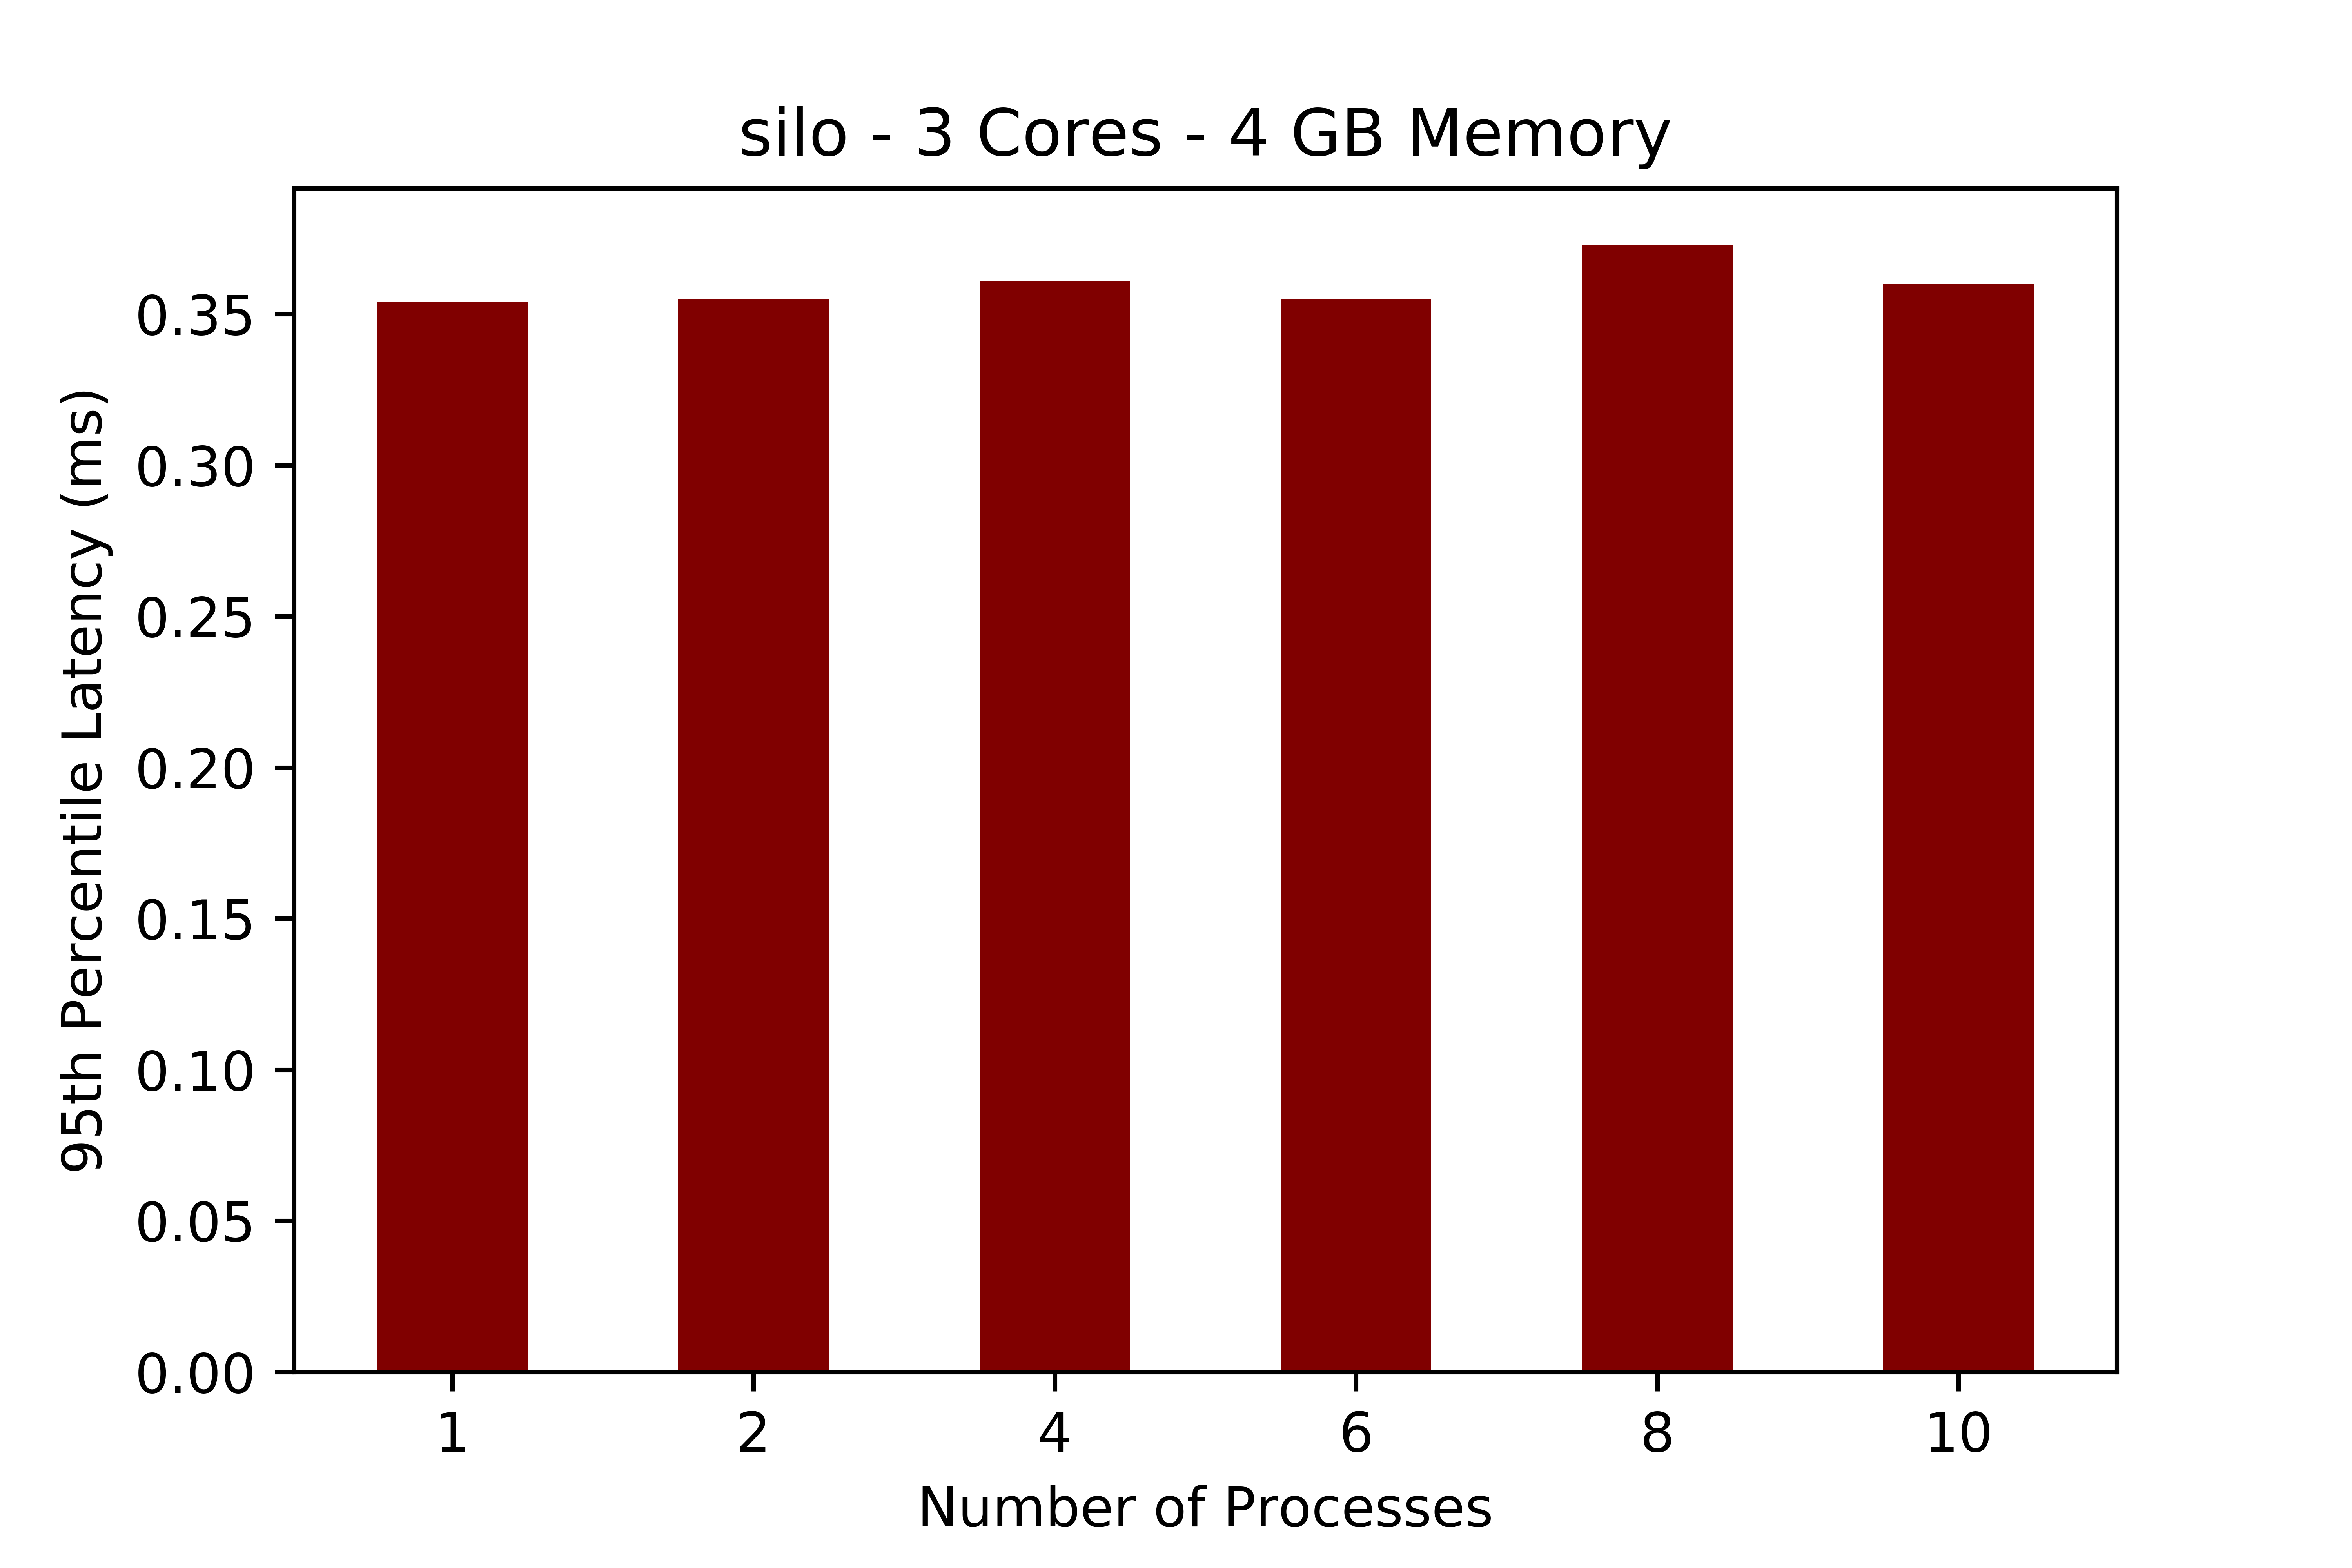 silo - 3 Cores - 4 GB Memory
95th Percentile Latency (ms)
0.35
0.30
0.25
0.20
0.15
0.10
0.05
0.00
1 2 4 6 8 10
Number of Processes